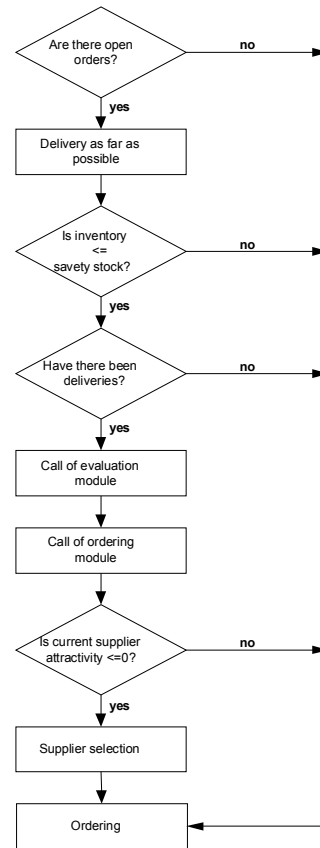 Are there open
orders?
no
yes
Delivery as far as
possible
Is inventory
<=
savety stock?
no
yes
Have there been
deliveries?
no
yes
Call of evaluation
module
Call of ordering
module
Is current supplier
attractivity <=0?
no
yes
Supplier selection
Ordering